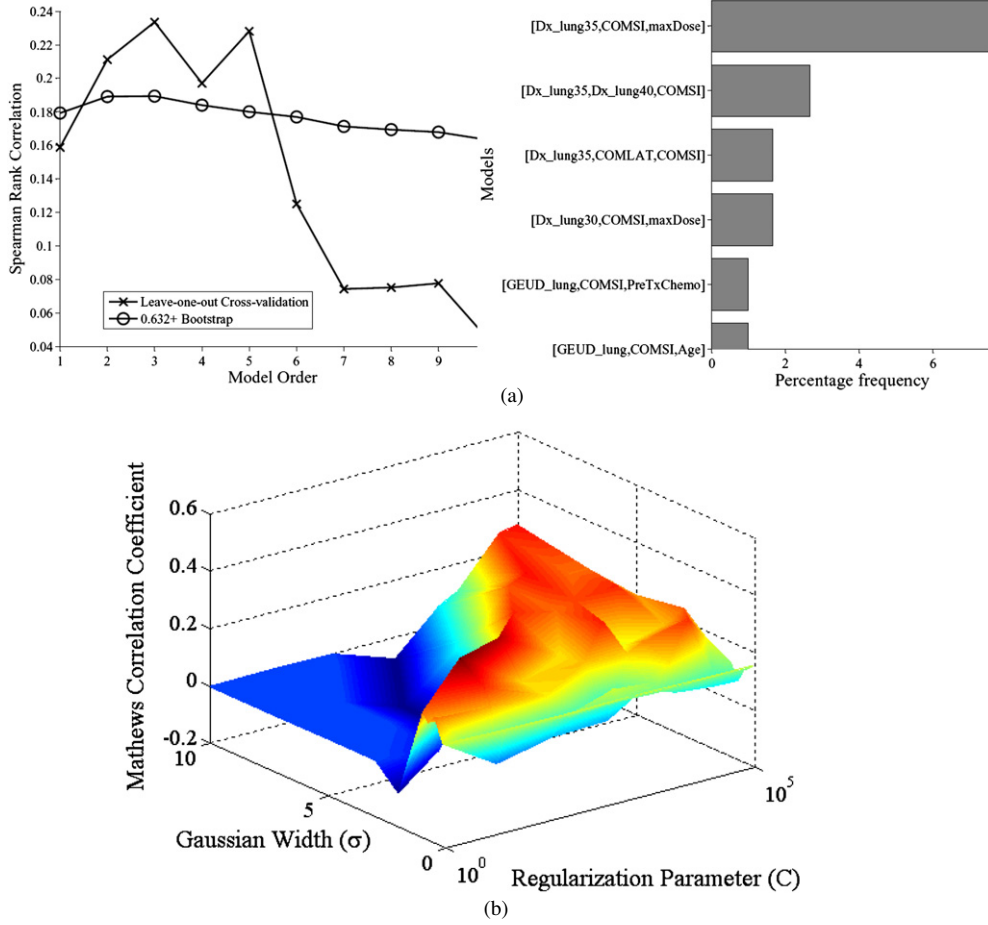 0.24
0.22
0.2
0.18
0.16
0.14
0.12
0.1
0.08
0.06
0.04
Spearman Rank Correlation
Leave-one-out Cross-validation
0.632+ Bootstrap
1 2 3 4 5 6 7 8 9
Model Order
Models
[Dx_lung35,COMSI,maxDose]
[Dx_lung35,Dx_lung40,COMSI]
[Dx_lung35,COMLAT,COMSI]
[Dx_lung30,COMSI,maxDose]
[GEUD_lung,COMSI,PreTxChemo]
[GEUD_lung,COMSI,Age]
0 2 4 6
Percentage frequency
(a)
Mathews Correlation Coefficient
0.6
0.4
0.2
0
-0.2
10
5
0
Gaussian Width (σ)
10^0
10^5
Regularization Parameter (C)
(b)